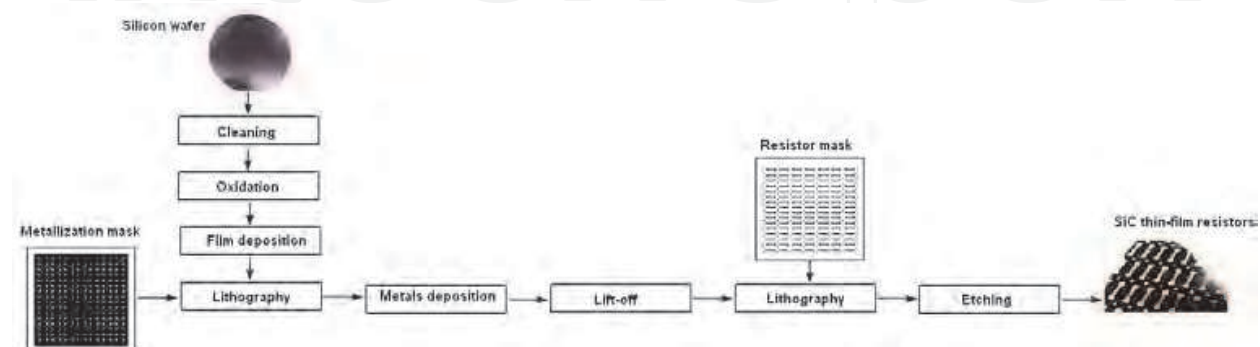 Silicon wafer
Cleaning
Oxidation
Film deposition
Metallization mask
Lithography
Metals deposition
Lift-off
Resistor mask
Lithography
Etching
SiC thin-film resistors